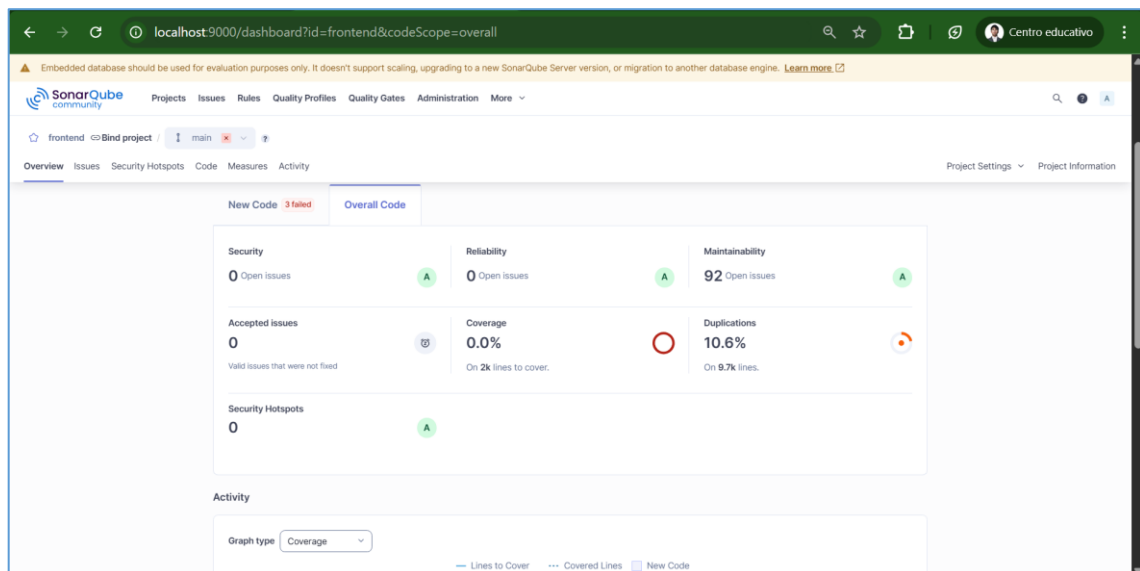 localhost:9000/dashboard?id=frontend&codeScope=overall
Centro educativo
Embedded database should be used for evaluation purposes only. It doesn't support scaling, upgrading to a new SonarQube Server version, or migration to another database engine. Learn more
SonarQube community
Projects Issues Rules Quality Profiles Quality Gates Administration More
A
frontend Bind project / main ?
Overview Issues Security Hotspots Code Measures Activity
Project Settings Project Information
New Code 3 failed Overall Code
Security Reliability Maintainability
0 Open issues A 0 Open issues A 92 Open issues A
Accepted issues Coverage Duplications
0 0.0% 10.6%
Valid issues that were not fixed On 2k lines to cover. On 9.7k lines.
Security Hotspots
0 A
Activity
Graph type Coverage
Lines to Cover Covered Lines New Code